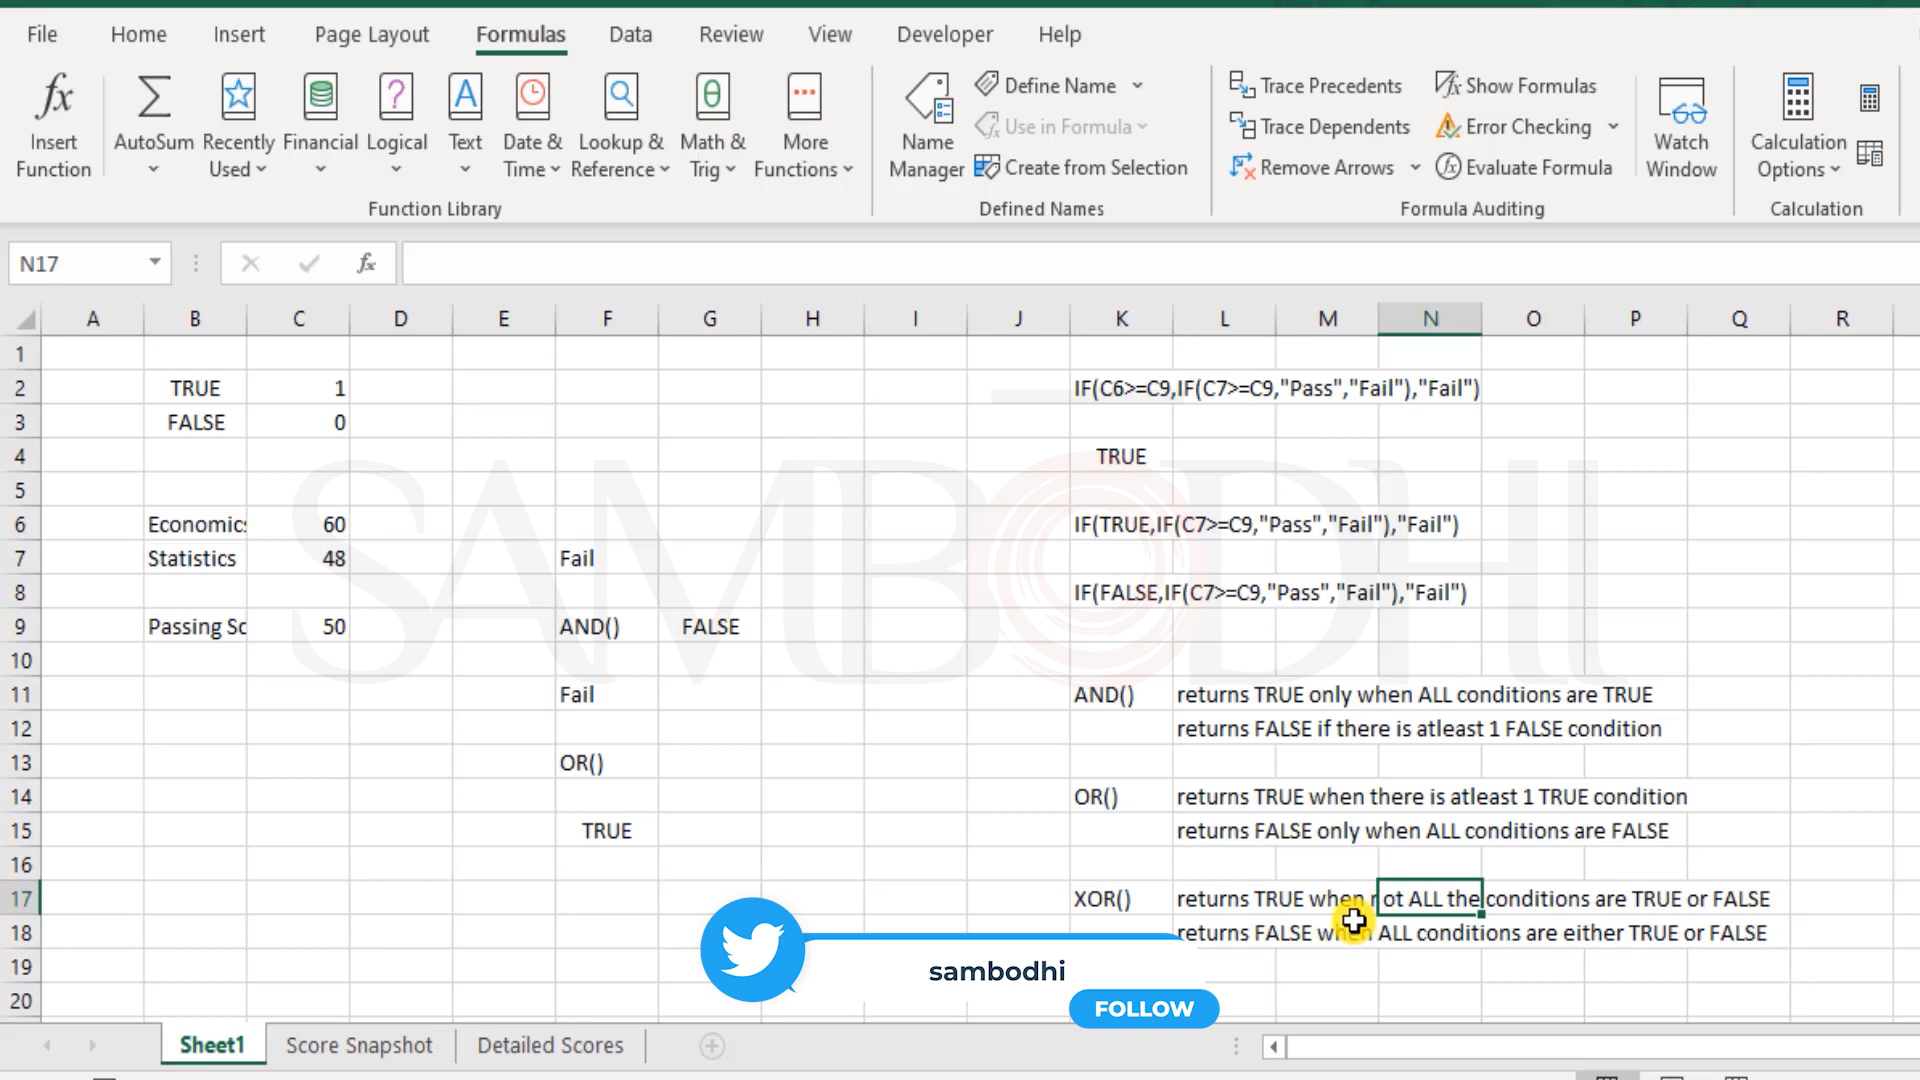 File Home Insert Page Layout Formulas Data Review View Developer Help
Insert Function
AutoSum
Recently Used
Financial
Logical
Text
Date & Time
Lookup & Reference
Math & Trig
More Functions
Function Library
Name Manager
Define Name
Use in Formula
Create from Selection
Defined Names
Trace Precedents
Trace Dependents
Remove Arrows
Show Formulas
Error Checking
Evaluate Formula
Formula Auditing
Watch Window
Calculation Options
Calculation
N17 fx
A B C D E F G H I J K L M N O P Q R
1
2 TRUE 1 IF(C6>=C9,IF(C7>=C9,"Pass","Fail"),"Fail")
3 FALSE 0
4 TRUE
5
6 Economics 60 IF(TRUE,IF(C7>=C9,"Pass","Fail"),"Fail")
7 Statistics 48 Fail
8 IF(FALSE,IF(C7>=C9,"Pass","Fail"),"Fail")
9 Passing Sc 50 AND() FALSE
10
11 Fail AND() returns TRUE only when ALL conditions are TRUE
12 returns FALSE if there is atleast 1 FALSE condition
13 OR()
14 OR() returns TRUE when there is atleast 1 TRUE condition
15 TRUE returns FALSE only when ALL conditions are FALSE
16
17 XOR() returns TRUE when not ALL the conditions are TRUE or FALSE
18 returns FALSE when ALL conditions are either TRUE or FALSE
19
20
SAMBODHI
sambodhi
FOLLOW
Sheet1 Score Snapshot Detailed Scores